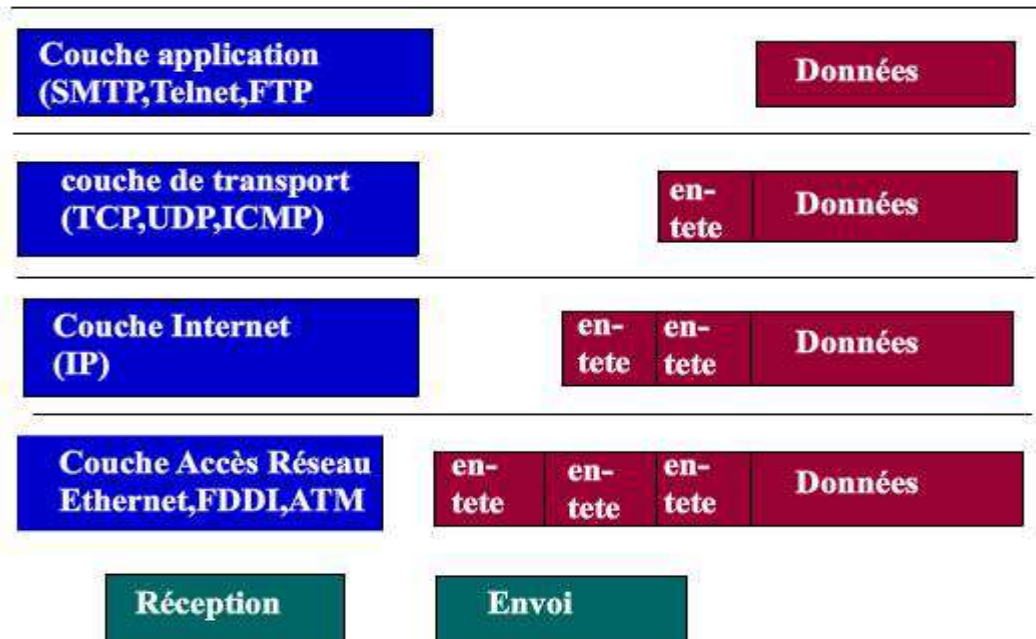 Couche application
(SMTP,Telnet,FTP
Données
couche de transport
(TCP,UDP,ICMP)
en-
tete
Données
Couche Internet
(IP)
en-
tete
en-
tete
Données
Couche Accès Réseau
Ethernet,FDDI,ATM
en-
tete
en-
tete
en-
tete
Données
Réception
Envoi